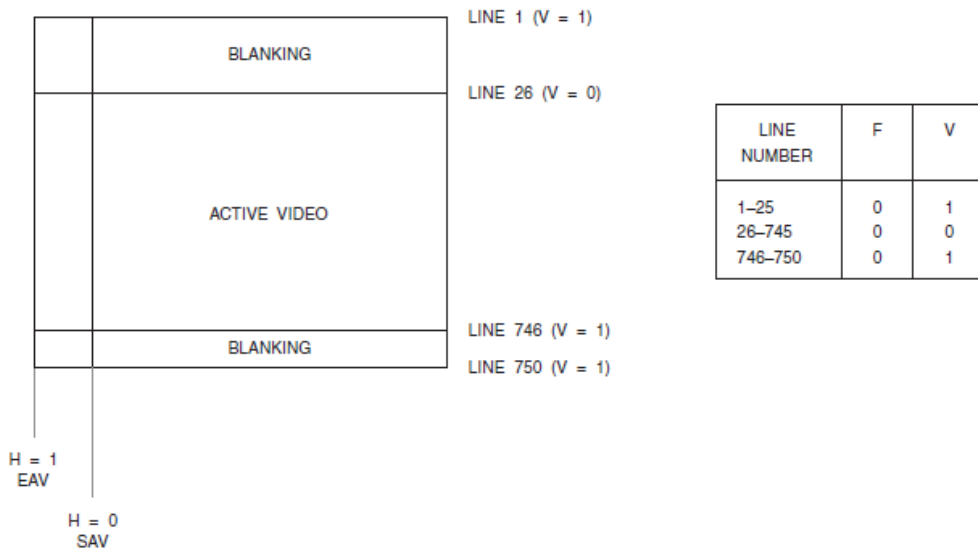 LINE 1 (V = 1)
BLANKING
LINE 26 (V = 0)
ACTIVE VIDEO
LINE 746 (V = 1)
BLANKING
LINE 750 (V = 1)
H = 1
EAV
H = 0
SAV
LINE NUMBER F V
1–25 0 1
26–745 0 0
746–750 0 1